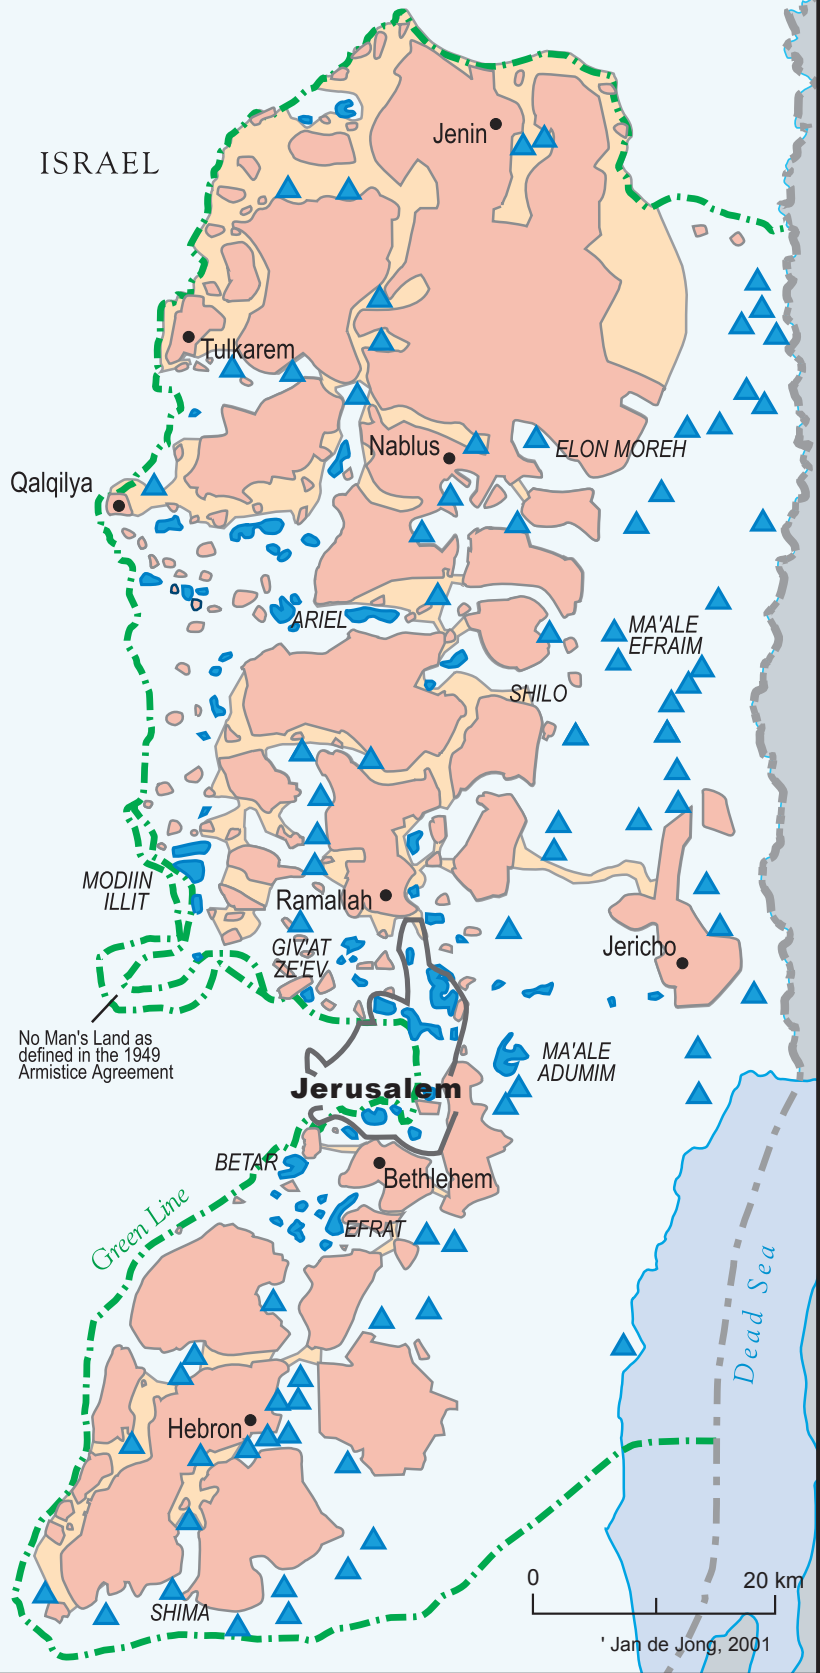 Jenin
ISRAEL
Tulkarem
Nablus
ELON MOREH
Qalqilya
ARIEL
MA'ALE
EFRAIM
SHILO
MODIIN
ILLIT
Ramallah
GIV'AT
ZE'EV
Jericho
No Man's Land as
defined in the 1949
Armistice Agreement
MA'ALE
ADUMIM
Jerusalem
BETAR
Bethlehem
EFRAT
Green Line
Dead Sea
Hebron
0 20 km
SHIMA
' Jan de Jong, 2001